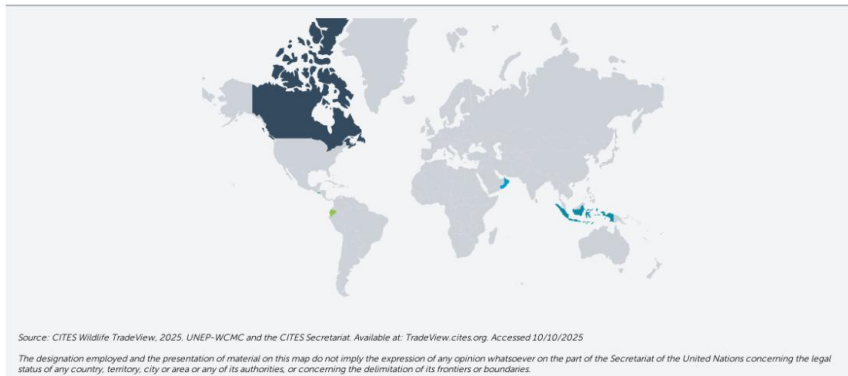 Source: CITES Wildlife TradeView, 2025. UNEP-WCMC and the CITES Secretariat. Available at: TradeView.cites.org. Accessed 10/10/2025
The designation employed and the presentation of material on this map do not imply the expression of any opinion whatsoever on the part of the Secretariat of the United Nations concerning the legal
status of any country, territory, city or area or any of its authorities, or concerning the delimitation of its frontiers or boundaries.